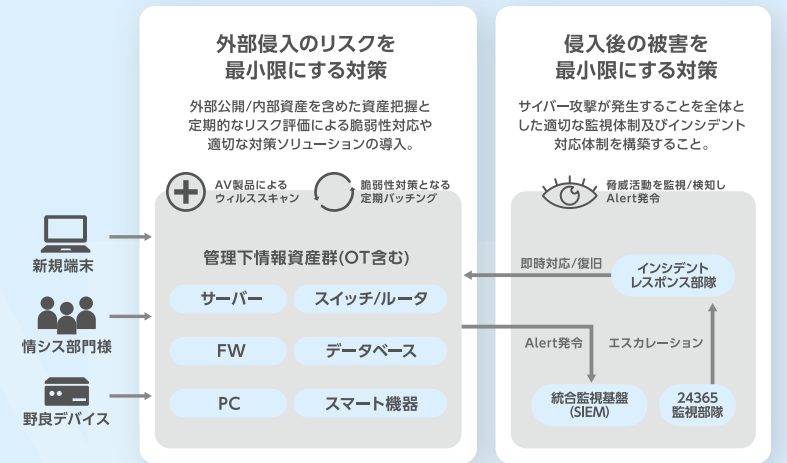 外部侵入のリスクを
最小限にする対策
外部公開/内部資産を含めた資産把握と
定期的なリスク評価による脆弱性対応や
適切な対策ソリューションの導入。
AV製品による
ウィルススキャン
脆弱性対策となる
定期パッチング
新規端末
情シス部門様
野良デバイス
管理下情報資産群(OT含む)
サーバー
スイッチ/ルータ
FW
データベース
PC
スマート機器
侵入後の被害を
最小限にする対策
サイバー攻撃が発生することを全体と
した適切な監視体制及びインシデント
対応体制を構築すること。
脅威活動を監視/検知し
Alert発令
即時対応/復旧
インシデント
レスポンス部隊
Alert発令
エスカレーション
統合監視基盤
(SIEM)
24365
監視部隊